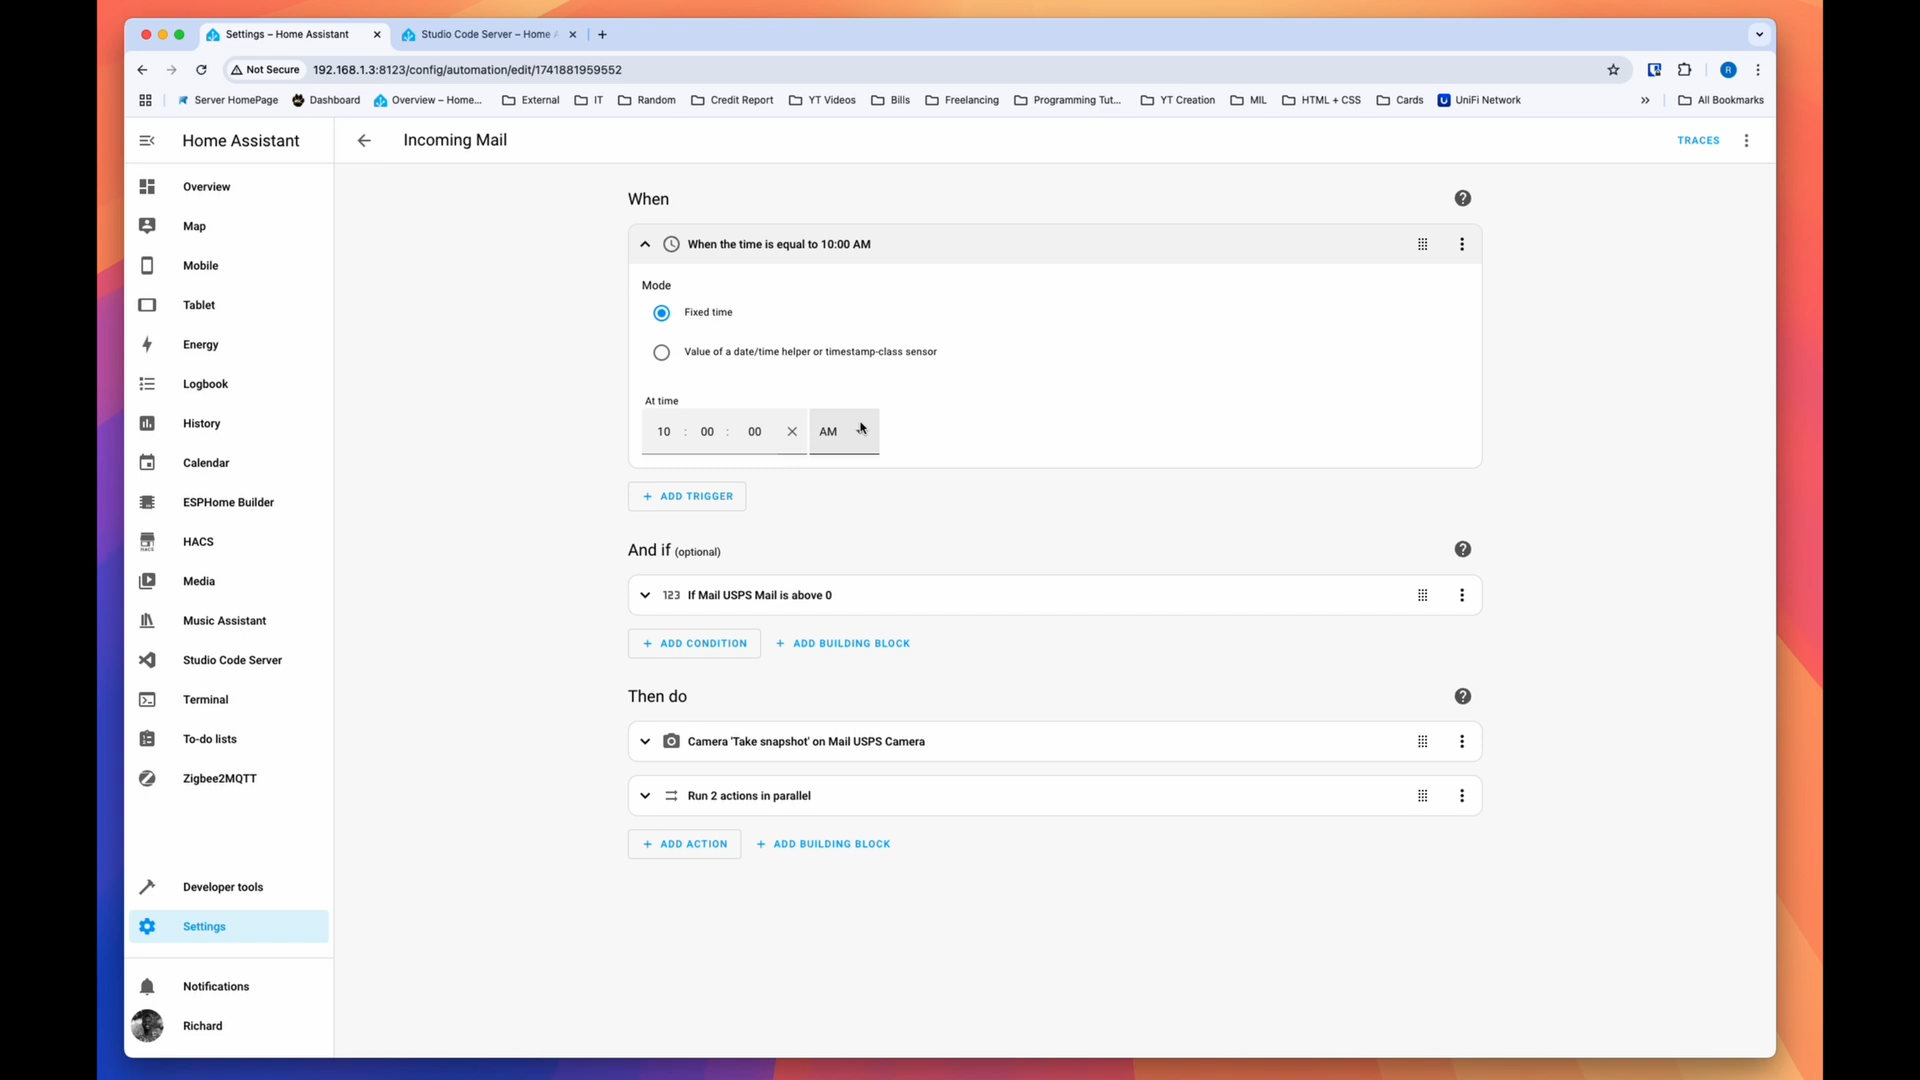 Settings – Home Assistant
Studio Code Server – Home A
Not Secure
192.168.1.3:8123/config/automation/edit/1741881959552
R
Server HomePage
Dashboard
Overview – Home...
External
IT
Random
Credit Report
YT Videos
Bills
Freelancing
Programming Tut...
YT Creation
MIL
HTML + CSS
Cards
UniFi Network
All Bookmarks
Home Assistant
Incoming Mail
TRACES
Overview
Map
Mobile
Tablet
Energy
Logbook
History
Calendar
ESPHome Builder
HACS
HACS
Media
Music Assistant
Studio Code Server
Terminal
To-do lists
Zigbee2MQTT
Developer tools
Settings
Notifications
Richard
When
When the time is equal to 10:00 AM
Mode
Fixed time
Value of a date/time helper or timestamp-class sensor
At time
10 : 00 : 00 AM
+ ADD TRIGGER
And if (optional)
123 If Mail USPS Mail is above 0
+ ADD CONDITION
+ ADD BUILDING BLOCK
Then do
Camera 'Take snapshot' on Mail USPS Camera
Run 2 actions in parallel
+ ADD ACTION
+ ADD BUILDING BLOCK